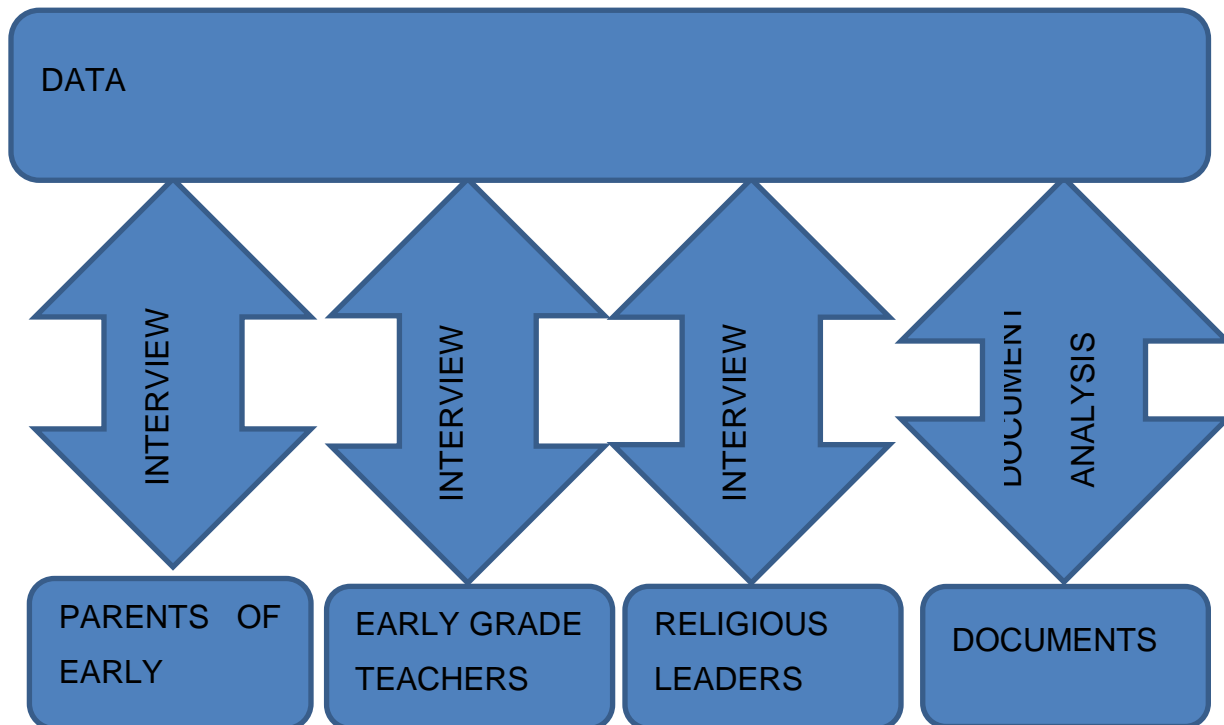 DATA
INTERVIEW
INTERVIEW
INTERVIEW
DOCUMENT
ANALYSIS
PARENTS OF
EARLY
EARLY GRADE
TEACHERS
RELIGIOUS
LEADERS
DOCUMENTS